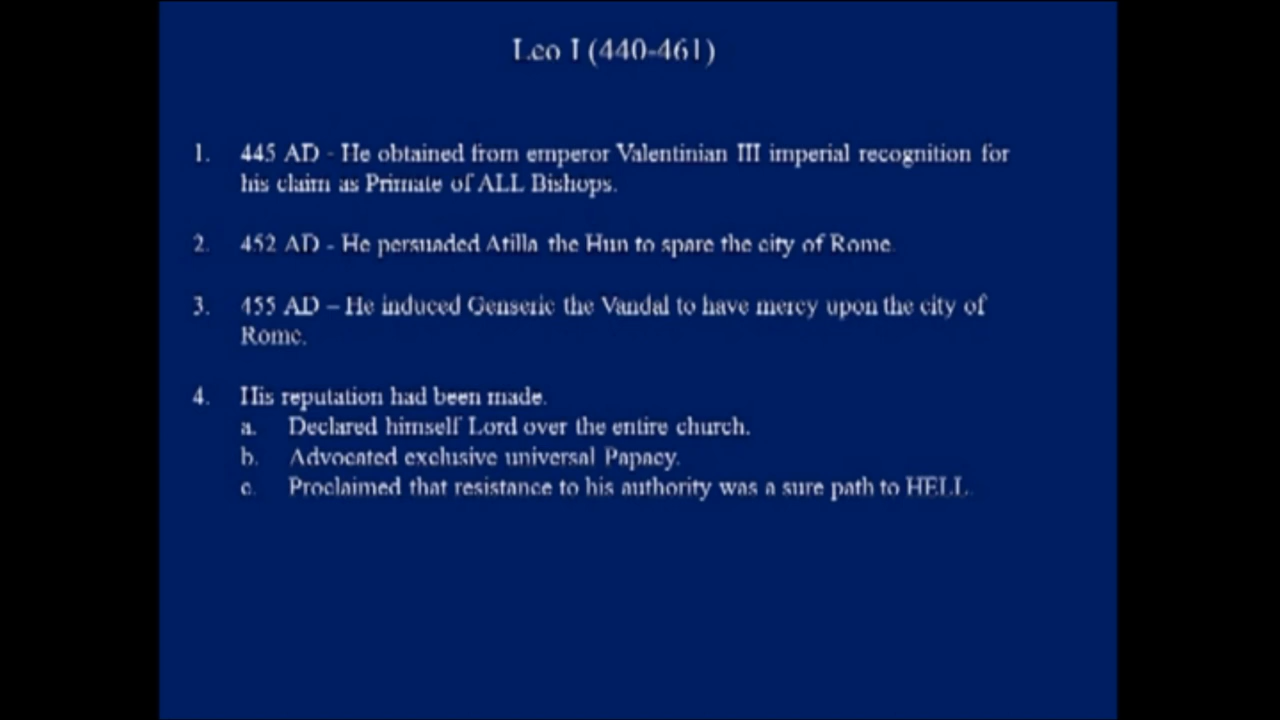 Leo I (440-461)
1. 445 AD - He obtained from emperor Valentinian III imperial recognition for
his claim as Primate of ALL Bishops.
2. 452 AD - He persuaded Atilla the Hun to spare the city of Rome.
3. 455 AD – He induced Genseric the Vandal to have mercy upon the city of
Rome.
4. His reputation had been made.
a. Declared himself Lord over the entire church.
b. Advocated exclusive universal Papacy.
c. Proclaimed that resistance to his authority was a sure path to HELL.